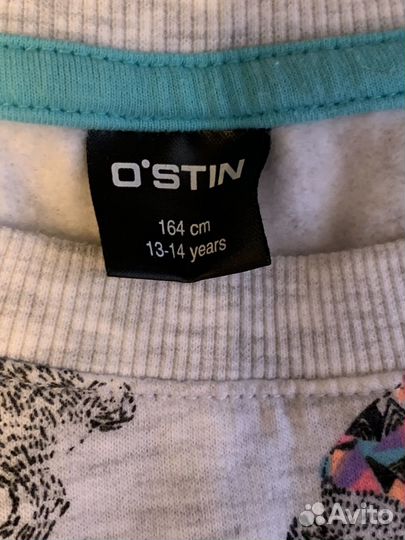 O'STIN
164 cm
13-14 years
Avito